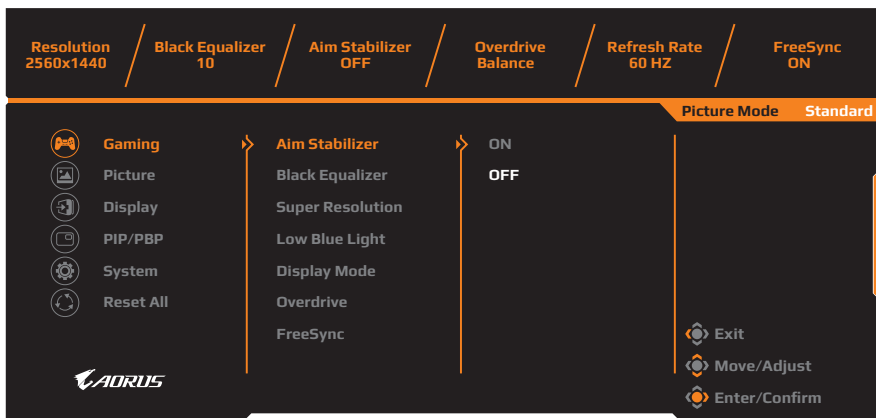 Resolution
2560x1440
Black Equalizer
10
Aim Stabilizer
OFF
Overdrive
Balance
Refresh Rate
60 HZ
FreeSync
ON
Picture Mode Standard
Gaming
Picture
Display
PIP/PBP
System
Reset All
Aim Stabilizer
Black Equalizer
Super Resolution
Low Blue Light
Display Mode
Overdrive
FreeSync
ON
OFF
Exit
Move/Adjust
Enter/Confirm
AORUS